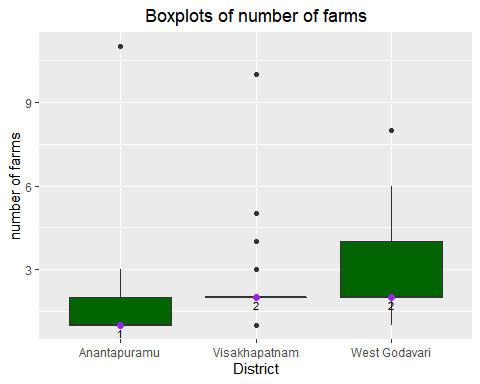 Boxplots of number of farms
number of farms
9
6
3
1
2
2
Anantapuramu
Visakhapatnam
West Godavari
District